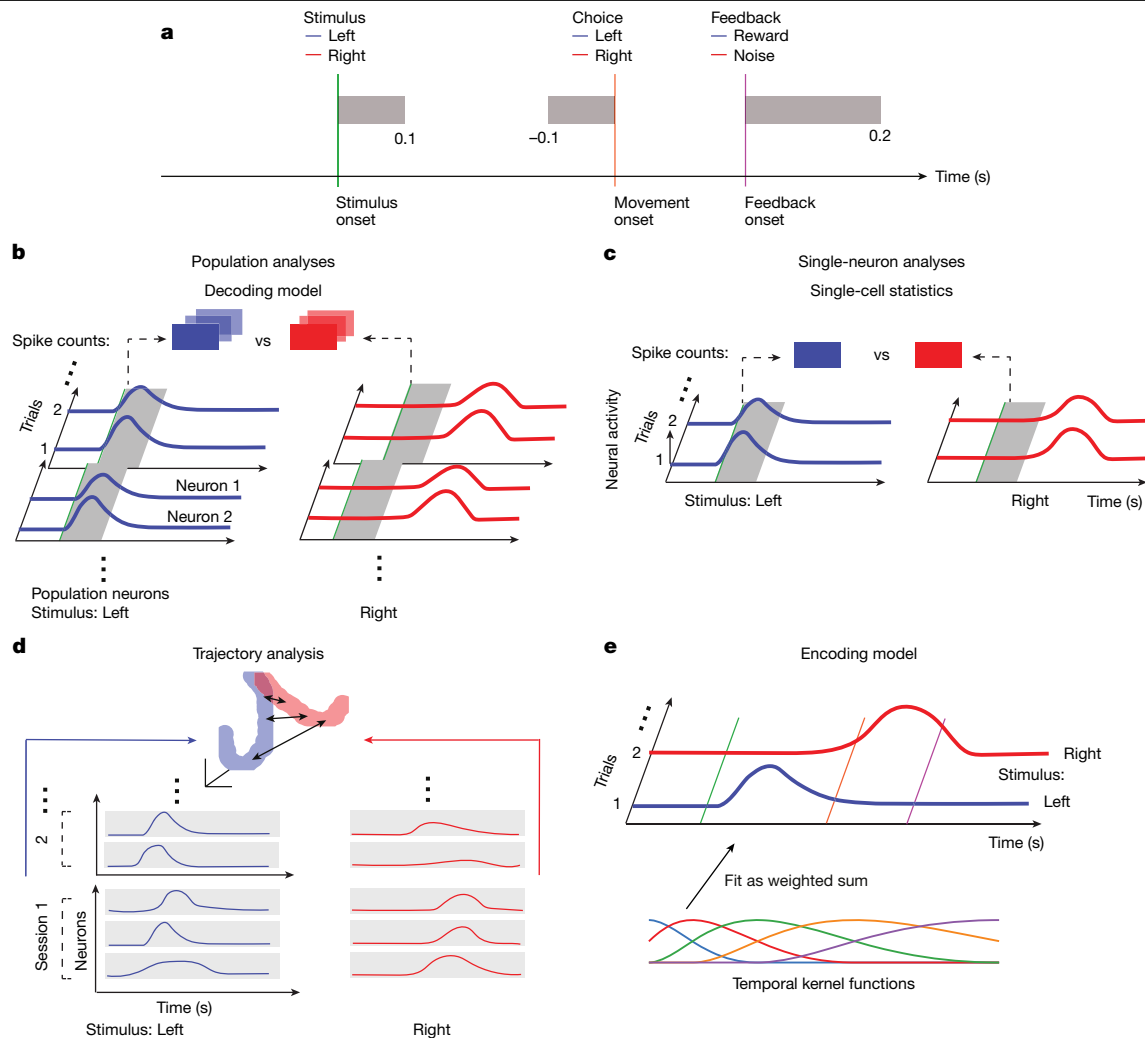 a
Stimulus
Left
Right
Choice
Left
Right
Feedback
Reward
Noise
0.1
–0.1
0.2
Time (s)
Stimulus
onset
Movement
onset
Feedback
onset
b
Population analyses
Decoding model
Spike counts:
vs
Trials
2
1
Neuron 1
Neuron 2
Population neurons
Stimulus: Left
Right
c
Single-neuron analyses
Single-cell statistics
Spike counts:
vs
Neural activity
Trials
2
1
Stimulus: Left
Right
Time (s)
d
Trajectory analysis
2
Session 1
Neurons
Time (s)
Stimulus: Left
Right
e
Encoding model
Trials
2
1
Right
Stimulus:
Left
Time (s)
Fit as weighted sum
Temporal kernel functions